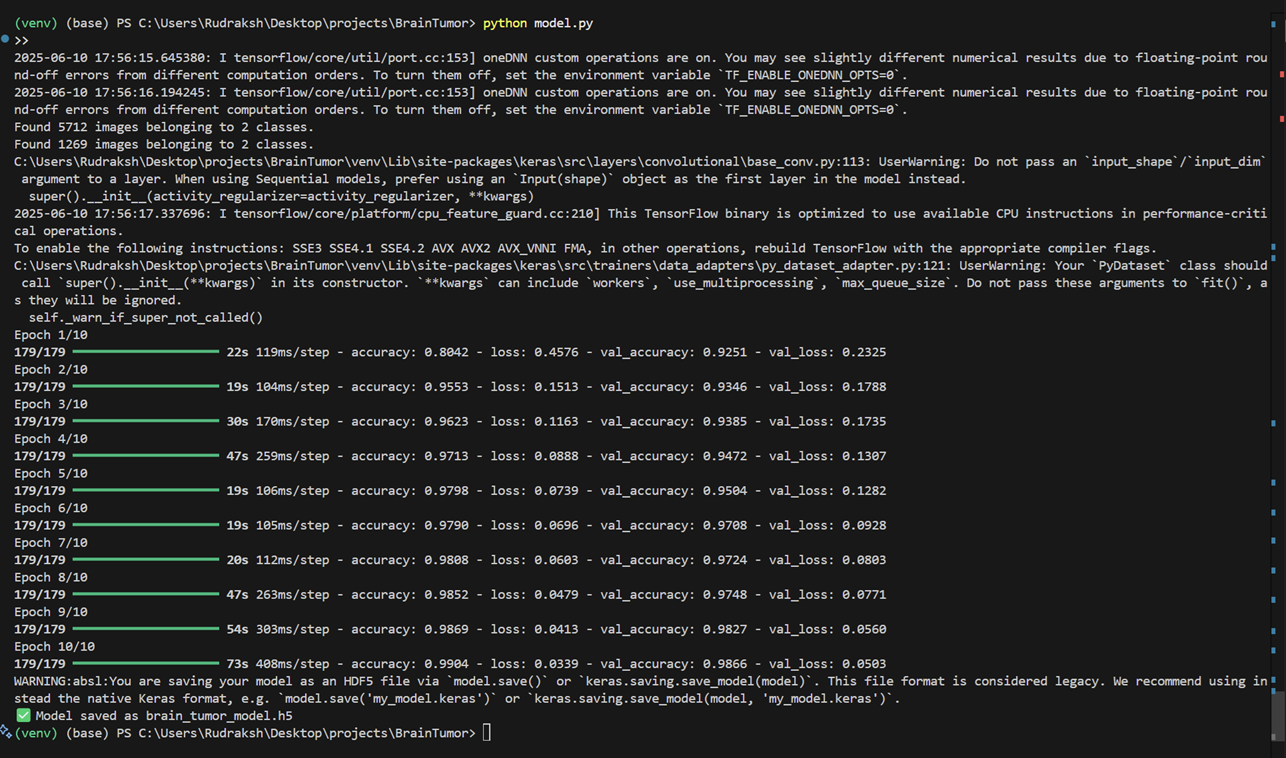 (venv) (base) PS C:\Users\Rudraksh\Desktop\projects\BrainTumor> python model.py
>>
2025-06-10 17:56:15.645380: I tensorflow/core/util/port.cc:153] oneDNN custom operations are on. You may see slightly different numerical results due to floating-point rou
nd-off errors from different computation orders. To turn them off, set the environment variable `TF_ENABLE_ONEDNN_OPTS=0`.
2025-06-10 17:56:16.194245: I tensorflow/core/util/port.cc:153] oneDNN custom operations are on. You may see slightly different numerical results due to floating-point rou
nd-off errors from different computation orders. To turn them off, set the environment variable `TF_ENABLE_ONEDNN_OPTS=0`.
Found 5712 images belonging to 2 classes.
Found 1269 images belonging to 2 classes.
C:\Users\Rudraksh\Desktop\projects\BrainTumor\venv\Lib\site-packages\keras\src\layers\convolutional\base_conv.py:113: UserWarning: Do not pass an `input_shape`/`input_dim`
 argument to a layer. When using Sequential models, prefer using an `Input(shape)` object as the first layer in the model instead.
  super().__init__(activity_regularizer=activity_regularizer, **kwargs)
2025-06-10 17:56:17.337696: I tensorflow/core/platform/cpu_feature_guard.cc:210] This TensorFlow binary is optimized to use available CPU instructions in performance-criti
cal operations.
To enable the following instructions: SSE3 SSE4.1 SSE4.2 AVX AVX2 AVX_VNNI FMA, in other operations, rebuild TensorFlow with the appropriate compiler flags.
C:\Users\Rudraksh\Desktop\projects\BrainTumor\venv\Lib\site-packages\keras\src\trainers\data_adapters\py_dataset_adapter.py:121: UserWarning: Your `PyDataset` class should
 call `super().__init__(**kwargs)` in its constructor. `**kwargs` can include `workers`, `use_multiprocessing`, `max_queue_size`. Do not pass these arguments to `fit()`, a
s they will be ignored.
  self._warn_if_super_not_called()
Epoch 1/10
179/179 22s 119ms/step - accuracy: 0.8042 - loss: 0.4576 - val_accuracy: 0.9251 - val_loss: 0.2325
Epoch 2/10
179/179 19s 104ms/step - accuracy: 0.9553 - loss: 0.1513 - val_accuracy: 0.9346 - val_loss: 0.1788
Epoch 3/10
179/179 30s 170ms/step - accuracy: 0.9623 - loss: 0.1163 - val_accuracy: 0.9385 - val_loss: 0.1735
Epoch 4/10
179/179 47s 259ms/step - accuracy: 0.9713 - loss: 0.0888 - val_accuracy: 0.9472 - val_loss: 0.1307
Epoch 5/10
179/179 19s 106ms/step - accuracy: 0.9798 - loss: 0.0739 - val_accuracy: 0.9504 - val_loss: 0.1282
Epoch 6/10
179/179 19s 105ms/step - accuracy: 0.9790 - loss: 0.0696 - val_accuracy: 0.9708 - val_loss: 0.0928
Epoch 7/10
179/179 20s 112ms/step - accuracy: 0.9808 - loss: 0.0603 - val_accuracy: 0.9724 - val_loss: 0.0803
Epoch 8/10
179/179 47s 263ms/step - accuracy: 0.9852 - loss: 0.0479 - val_accuracy: 0.9748 - val_loss: 0.0771
Epoch 9/10
179/179 54s 303ms/step - accuracy: 0.9869 - loss: 0.0413 - val_accuracy: 0.9827 - val_loss: 0.0560
Epoch 10/10
179/179 73s 408ms/step - accuracy: 0.9904 - loss: 0.0339 - val_accuracy: 0.9866 - val_loss: 0.0503
WARNING:absl:You are saving your model as an HDF5 file via `model.save()` or `keras.saving.save_model(model)`. This file format is considered legacy. We recommend using in
stead the native Keras format, e.g. `model.save('my_model.keras')` or `keras.saving.save_model(model, 'my_model.keras')`.
✅ Model saved as brain_tumor_model.h5
(venv) (base) PS C:\Users\Rudraksh\Desktop\projects\BrainTumor>